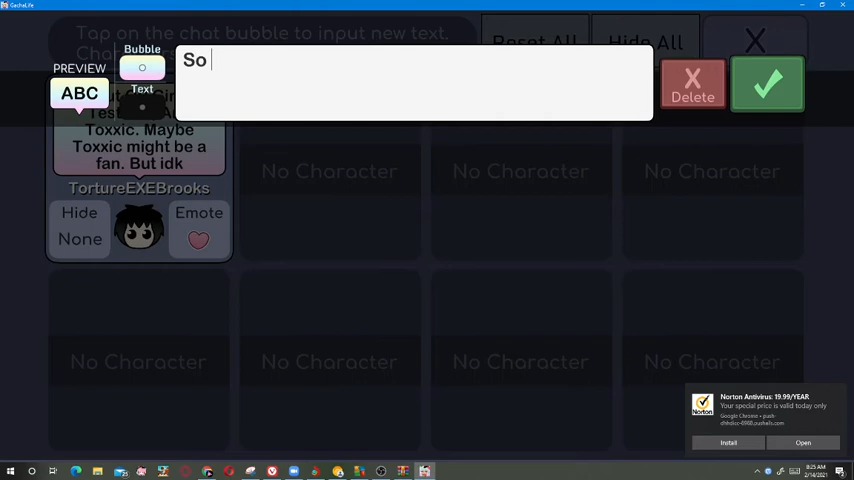 GachaLife
Tap on the chat bubble to input new text.
Reset All
Hide All
X
Bubble
PREVIEW
ABC
Text
So
X
Delete
Toxxic. Maybe
Toxxic might be a
fan. But idk
TortureEXEBrooks
Hide
None
Emote
No Character
No Character
No Character
No Character
No Character
No Character
No Character
Norton Antivirus: 19.99/YEAR
Your special price is valid today only
Google Chrome • push-
Norton
Install
Open
8:25 AM
2/14/2021